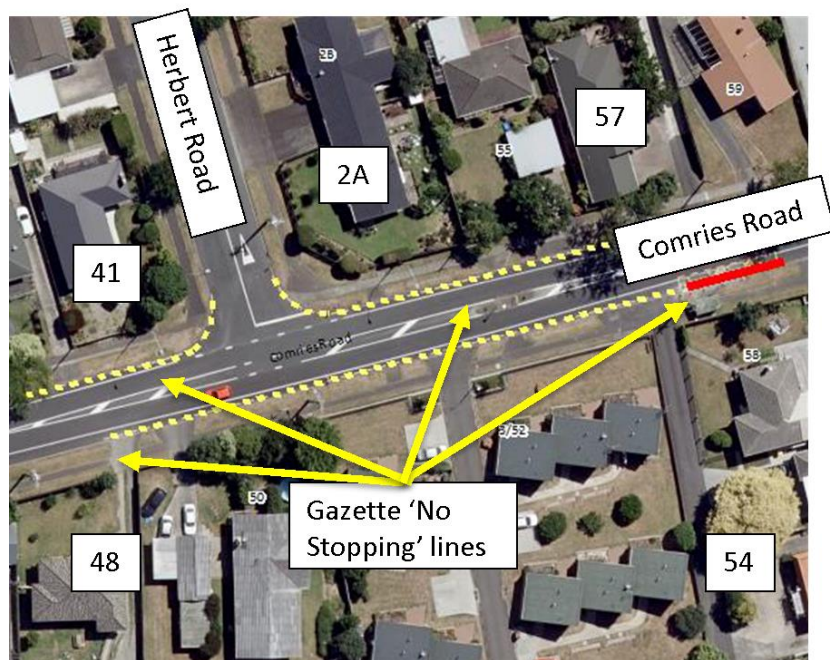 Herbert Road
2B
59
57
55
2A
Comries Road
41
Comries Road
58
3/52
50
Gazette ‘No
Stopping’ lines
48
54